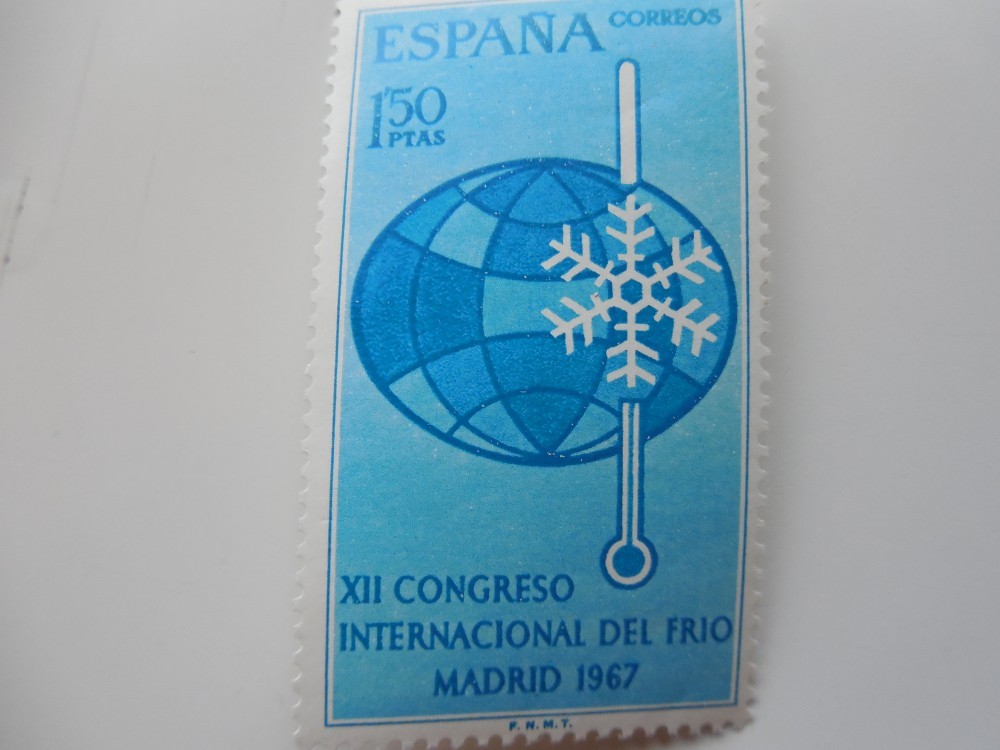 ESPAÑA CORREOS
1'50
PTAS
XII CONGRESO
INTERNACIONAL DEL FRIO
MADRID 1967
F.N.M.T.